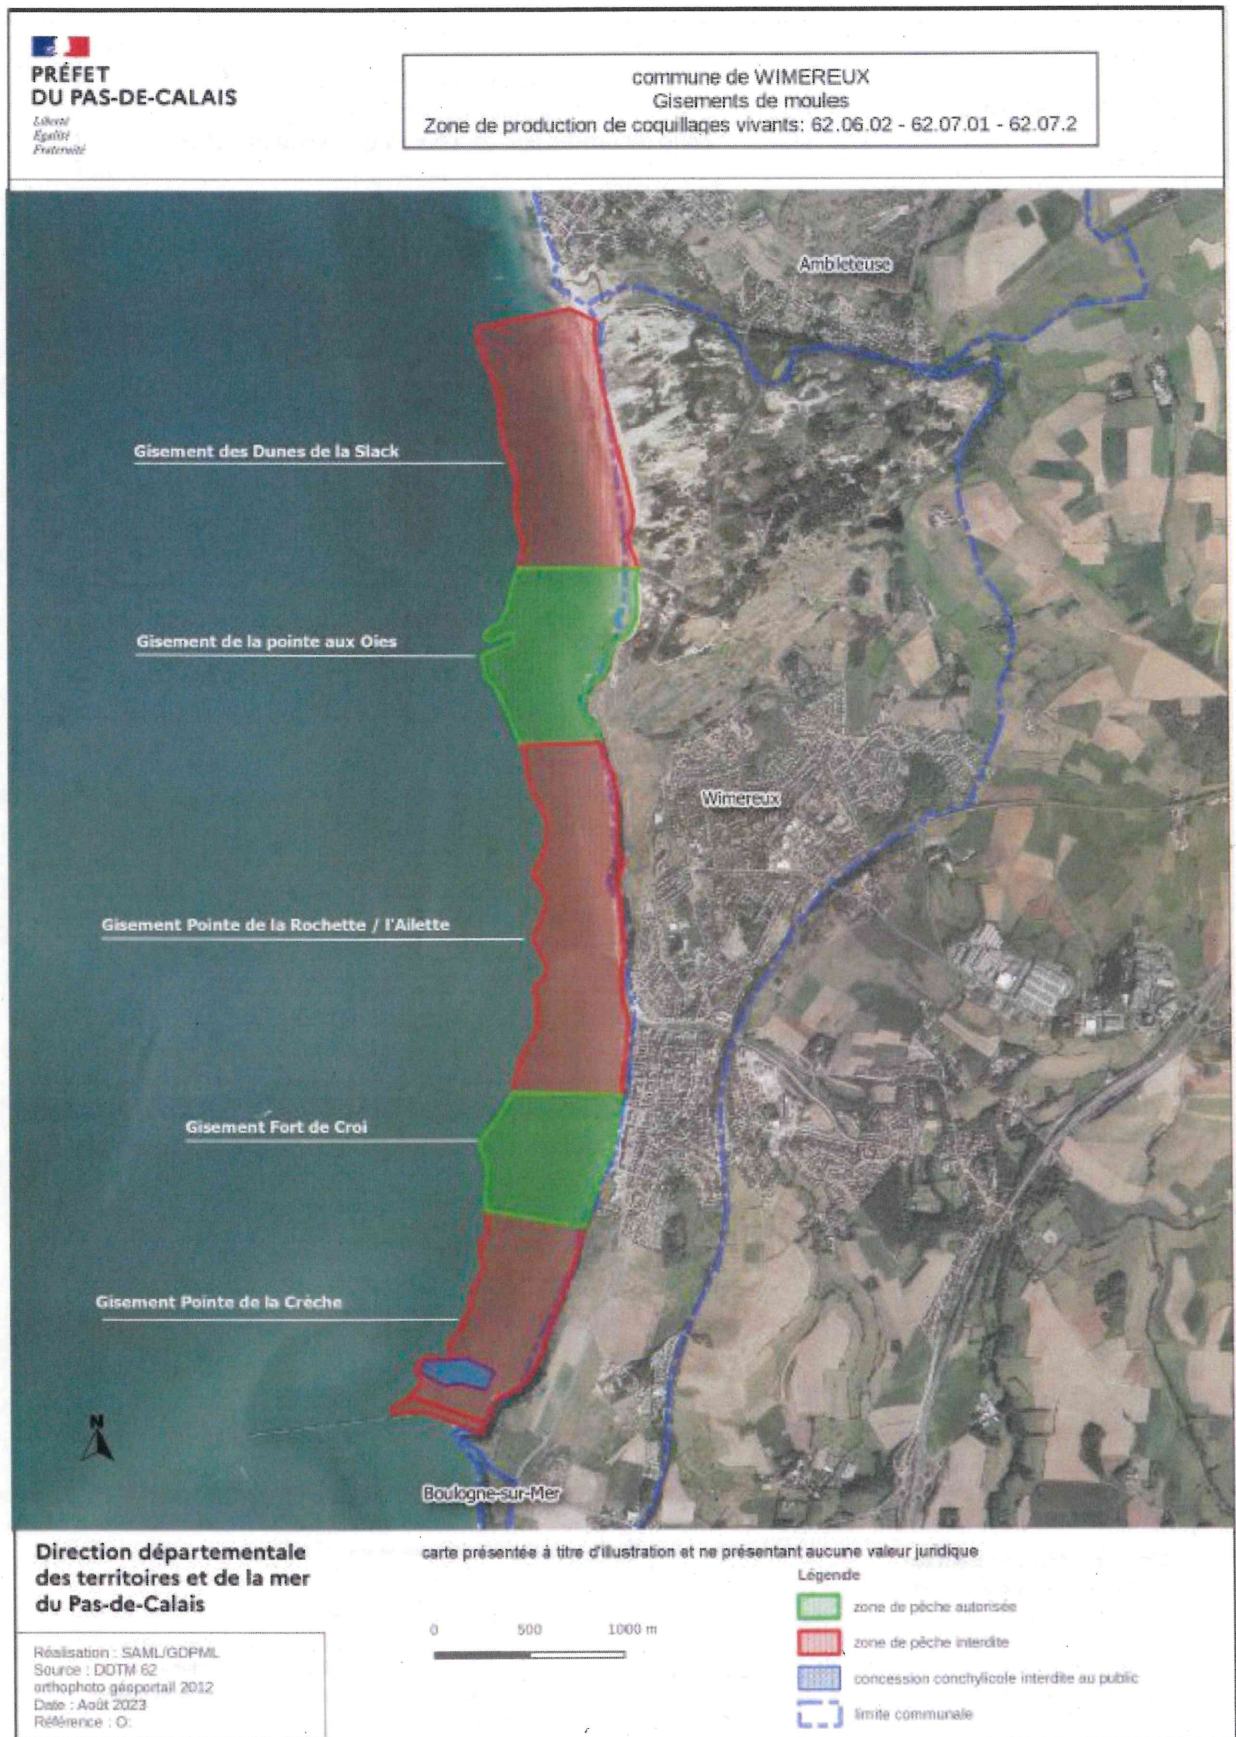 PRÉFET
DU PAS-DE-CALAIS
Liberté
Égalité
Fraternité
commune de WIMEREUX
Gisements de moules
Zone de production de coquillages vivants: 62.06.02 - 62.07.01 - 62.07.2
Ambleteuse
Gisement des Dunes de la Slack
Gisement de la pointe aux Oies
Wimereux
Gisement Pointe de la Rochette / l'Ailette
Gisement Fort de Croi
Gisement Pointe de la Crèche
N
Boulogne-sur-Mer
Direction départementale
des territoires et de la mer
du Pas-de-Calais
carte présentée à titre d'illustration et ne présentant aucune valeur juridique
Légende
zone de pêche autorisée
zone de pêche interdite
concession conchylicole interdite au public
limite communale
0 500 1000 m
Réalisation : SAML/GDPML
Source : DDTM 62
orthophoto géoportail 2012
Date : Août 2023
Référence : O: